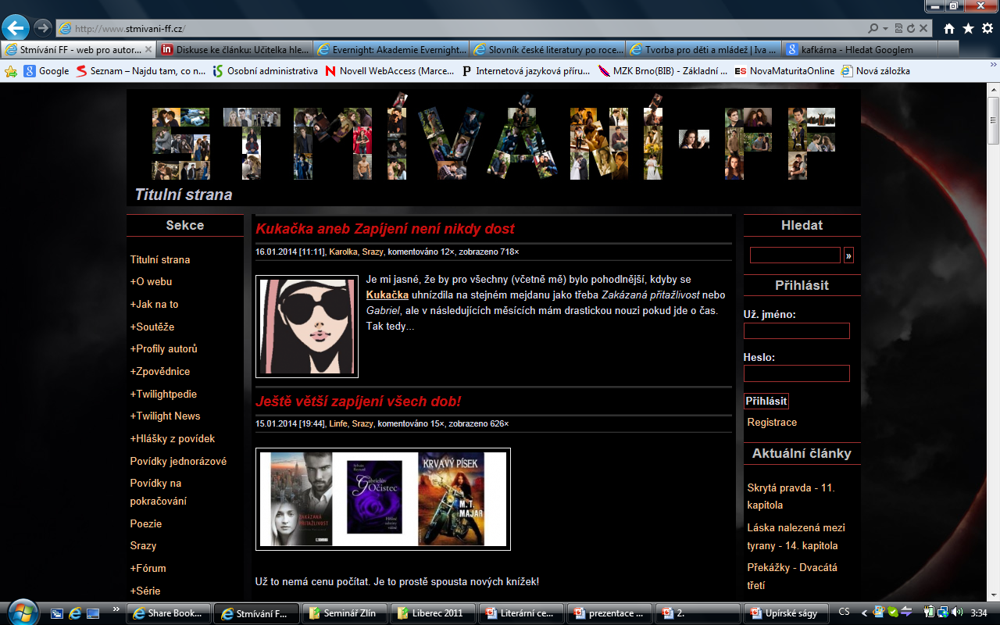 http://www.stmivani-ff.cz/
Stmívání FF - web pro autor...
Diskuse ke článku: Učitelka hle...
Evernight: Akademie Evernight...
Slovník české literatury po roce...
Tvorba pro děti a mládež | Iva ...
kafkárna - Hledat Googlem
Google
Seznam – Najdu tam, co n...
Osobní administrativa
Novell WebAccess (Marce...
Internetová jazyková příru...
MZK Brno(BIB) - Základní ...
NovaMaturitaOnline
Nová záložka
STMÍVÁNÍ-FF
Titulní strana
Sekce
Titulní strana
+O webu
+Jak na to
+Soutěže
+Profily autorů
+Zpovědnice
+Twilightpedie
+Twilight News
+Hlášky z povídek
Povídky jednorázové
Povídky na
pokračování
Poezie
Srazy
+Fórum
+Série
Kukačka aneb Zapíjení není nikdy dost
16.01.2014 [11:11], Karolka, Srazy, komentováno 12×, zobrazeno 718×
Je mi jasné, že by pro všechny (včetně mě) bylo pohodlnější, kdyby se
Kukačka uhnízdila na stejném mejdanu jako třeba Zakázaná přitažlivost nebo
Gabriel, ale v následujících měsících mám drastickou nouzi pokud jde o čas.
Tak tedy...
Ještě větší zapíjení všech dob!
15.01.2014 [19:44], Linfe, Srazy, komentováno 15×, zobrazeno 626×
ZAKÁZANÁ
PŘITAŽLIVOST
Gabrielův
Očistec
KRVAVÝ PÍSEK
M.T.
MAJAR
Už to nemá cenu počítat. Je to prostě spousta nových knížek!
Hledat
»
Přihlásit
Už. jméno:
Heslo:
Přihlásit
Registrace
Aktuální články
Skrytá pravda - 11.
kapitola
Láska nalezená mezi
tyrany - 14. kapitola
Překážky - Dvacátá
třetí
Share Book...
Stmívání F...
Seminář Zlín
Liberec 2011
Literární ce...
prezentace ...
2.
Upírské ságy
CS
3:34